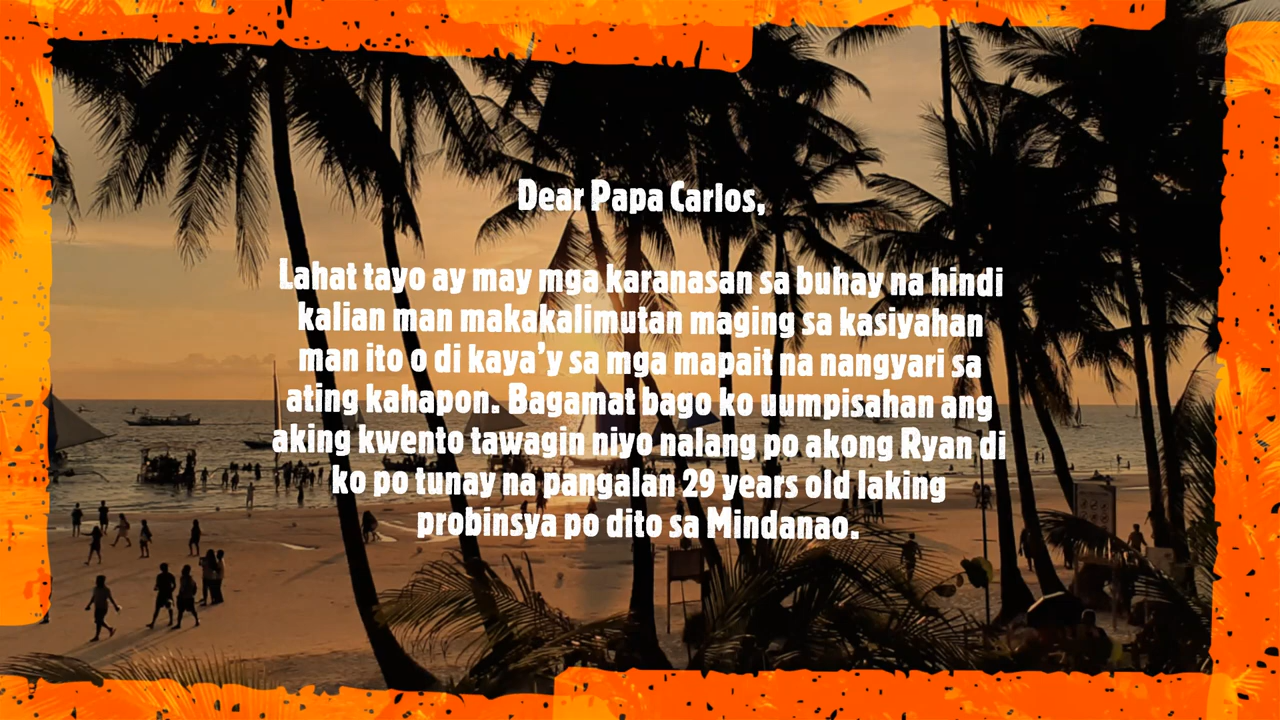 Dear Papa Carlos,
Lahat tayo ay may mga karanasan sa buhay na hindi
kalian man makakalimutan maging sa kasiyahan
man ito o di kaya’y sa mga mapait na nangyari sa
ating kahapon. Bagamat bago ko uumpisahan ang
aking kwento tawagin niyo nalang po akong Ryan di
ko po tunay na pangalan 29 years old laking
probinsya po dito sa Mindanao.